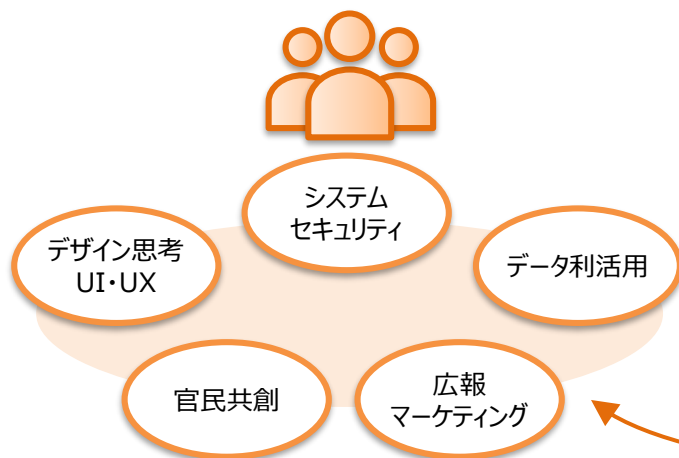 システム
セキュリティ
デザイン思考
UI・UX
データ利活用
官民共創
広報
マーケティング